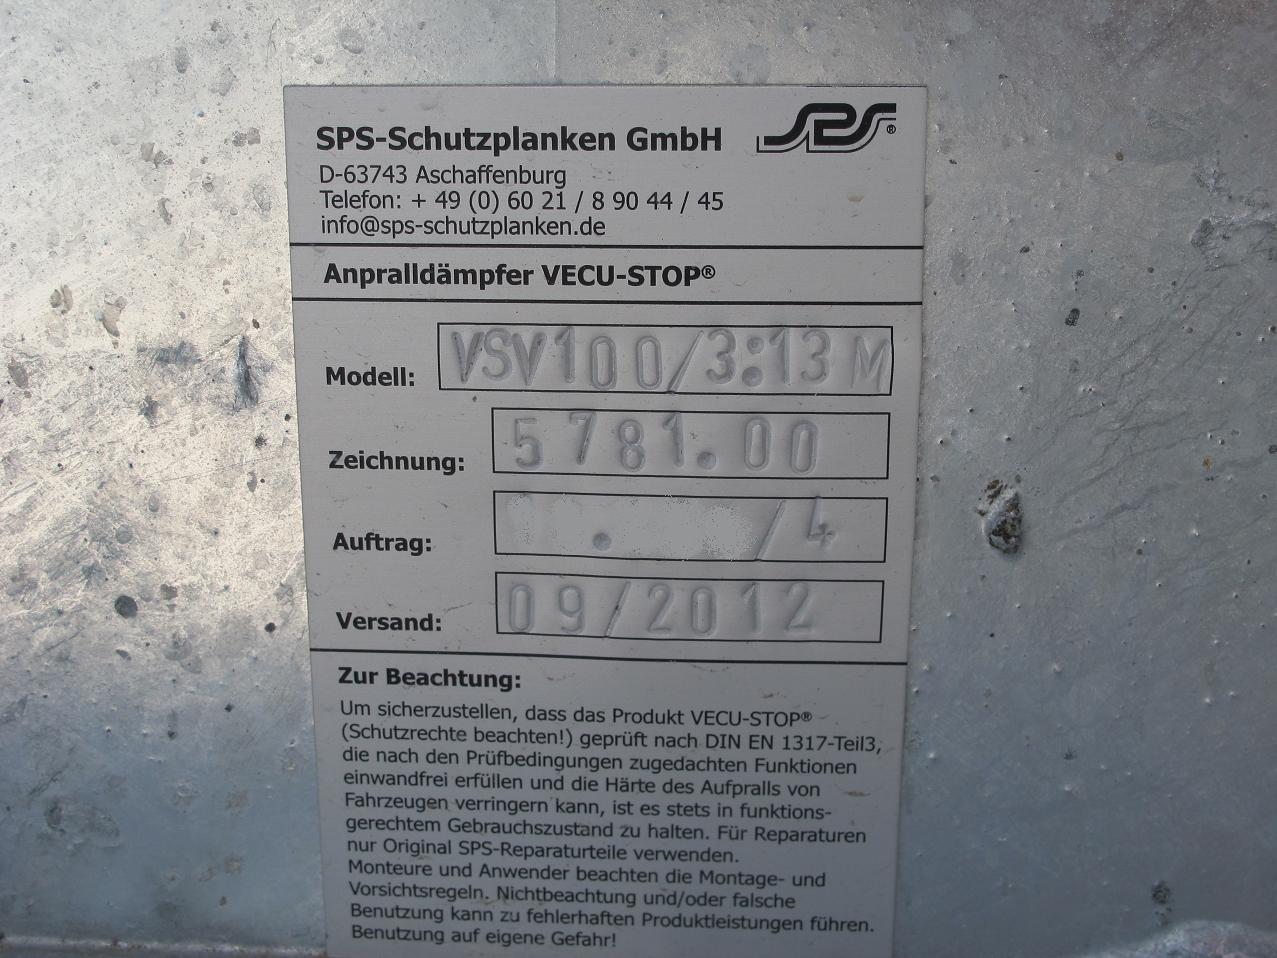 SPS-Schutzplanken GmbH SPS®
D-63743 Aschaffenburg
Telefon: + 49 (0) 60 21 / 8 90 44 / 45
info@sps-schutzplanken.de
Anpralldämpfer VECU-STOP®
Modell: VSV100/3:13M
Zeichnung: 5781.00
Auftrag: . /4
Versand: 09/2012
Zur Beachtung:
Um sicherzustellen, dass das Produkt VECU-STOP®
(Schutzrechte beachten!) geprüft nach DIN EN 1317-Teil3,
die nach den Prüfbedingungen zugedachten Funktionen
einwandfrei erfüllen und die Härte des Aufpralls von
Fahrzeugen verringern kann, ist es stets in funktions-
gerechtem Gebrauchszustand zu halten. Für Reparaturen
nur Original SPS-Reparaturteile verwenden.
Monteure und Anwender beachten die Montage- und
Vorsichtsregeln. Nichtbeachtung und/oder falsche
Benutzung kann zu fehlerhaften Produktleistungen führen.
Benutzung auf eigene Gefahr!